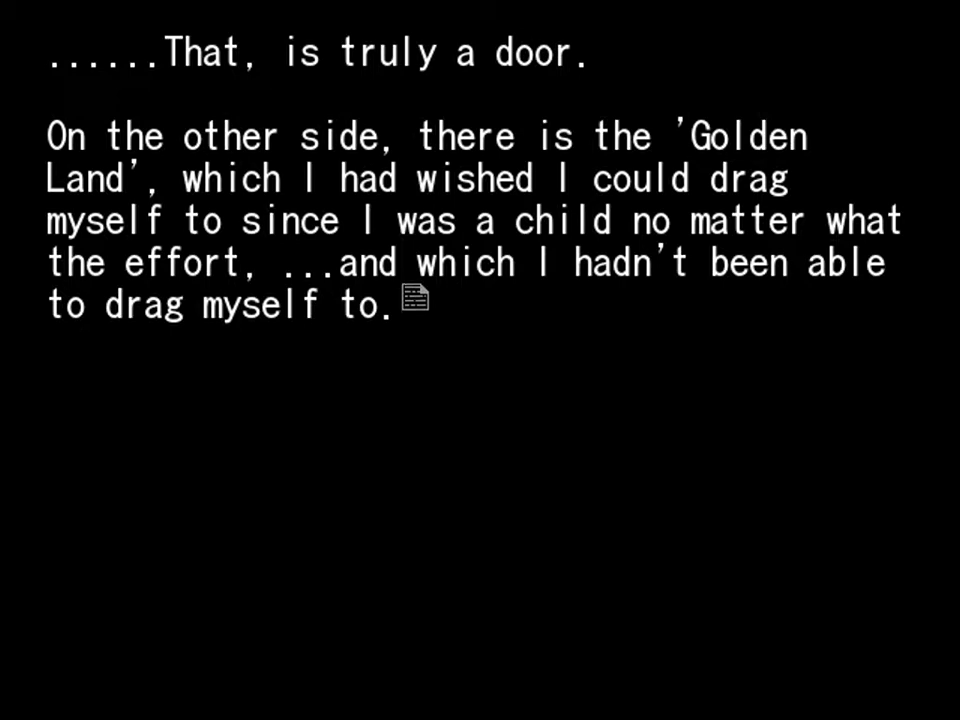 ......That, is truly a door.
On the other side, there is the 'Golden
Land', which I had wished I could drag
myself to since I was a child no matter what
the effort, ...and which I hadn't been able
to drag myself to.